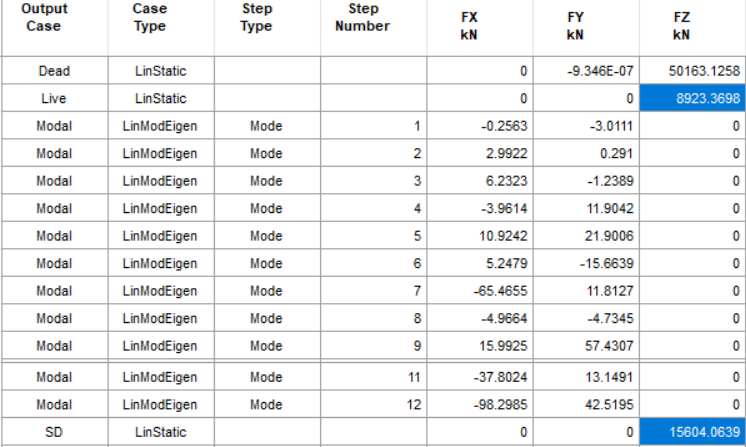 Output Case Case Type Step Type Step Number FX kN FY kN FZ kN
Dead LinStatic 0 -9.346E-07 50163.1258
Live LinStatic 0 0 8923.3698
Modal LinModEigen Mode 1 -0.2563 -3.0111 0
Modal LinModEigen Mode 2 2.9922 0.291 0
Modal LinModEigen Mode 3 6.2323 -1.2389 0
Modal LinModEigen Mode 4 -3.9614 11.9042 0
Modal LinModEigen Mode 5 10.9242 21.9006 0
Modal LinModEigen Mode 6 5.2479 -15.6639 0
Modal LinModEigen Mode 7 -65.4655 11.8127 0
Modal LinModEigen Mode 8 -4.9664 -4.7345 0
Modal LinModEigen Mode 9 15.9925 57.4307 0
Modal LinModEigen Mode 11 -37.8024 13.1491 0
Modal LinModEigen Mode 12 -98.2985 42.5195 0
SD LinStatic 0 0 15604.0639